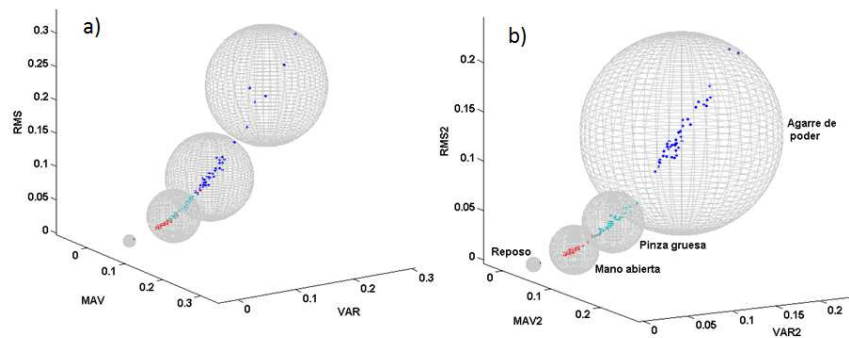 a)
0.3
0.25
0.2
0.15
0.1
0.05
0
RMS
0
0.1
0.2
0.3
MAV
0
0.1
0.2
0.3
VAR
b)
0.2
0.15
0.1
0.05
0
RMS2
Agarre de
poder
Pinza gruesa
Mano abierta
Reposo
0
0.1
0.2
MAV2
0
0.05
0.1
0.15
0.2
VAR2